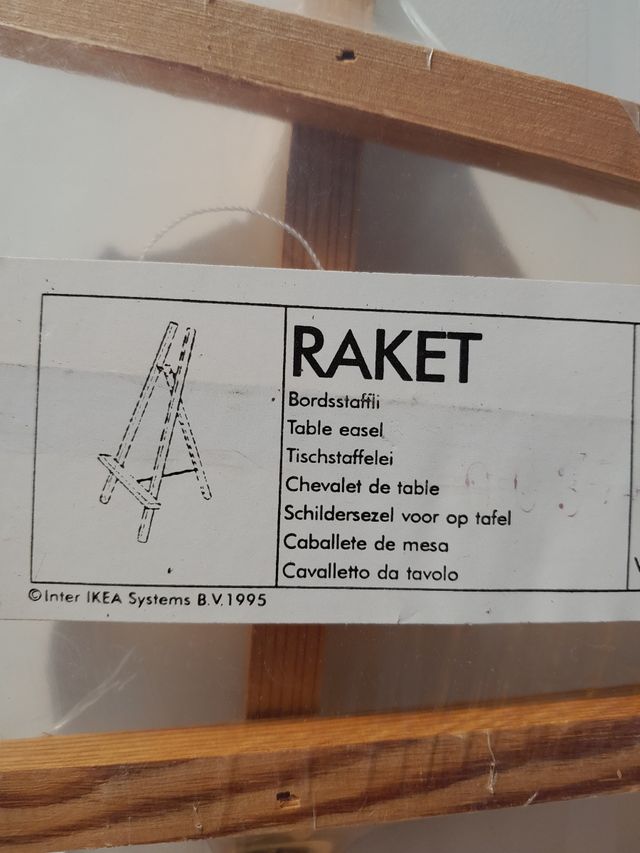 RAKET
Bordsstaffli
Table easel
Tischstaffelei
Chevalet de table
Schildersezel voor op tafel
Caballete de mesa
Cavalletto da tavolo
©Inter IKEA Systems B.V. 1995